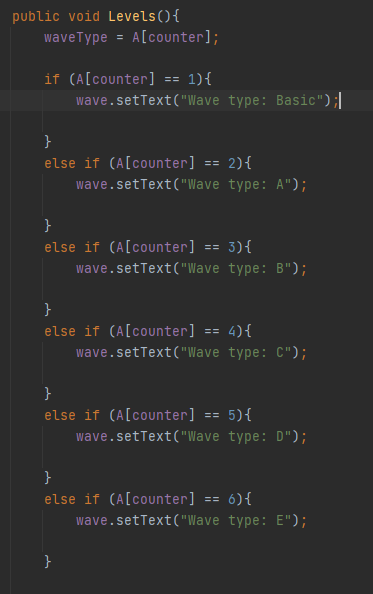 public void Levels(){
waveType = A[counter];
if (A[counter] == 1){
wave.setText("Wave type: Basic");
}
else if (A[counter] == 2){
wave.setText("Wave type: A");
}
else if (A[counter] == 3){
wave.setText("Wave type: B");
}
else if (A[counter] == 4){
wave.setText("Wave type: C");
}
else if (A[counter] == 5){
wave.setText("Wave type: D");
}
else if (A[counter] == 6){
wave.setText("Wave type: E");
}